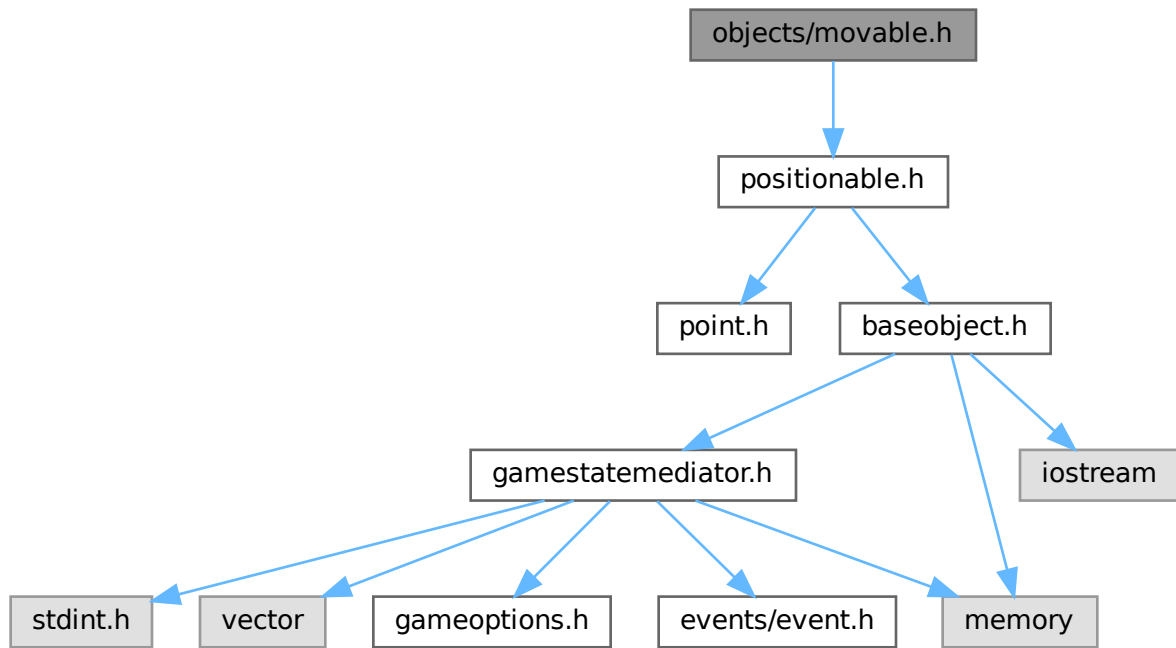 objects/movable.h
positionable.h
point.h
baseobject.h
gamestatemediator.h
iostream
stdint.h
vector
gameoptions.h
events/event.h
memory